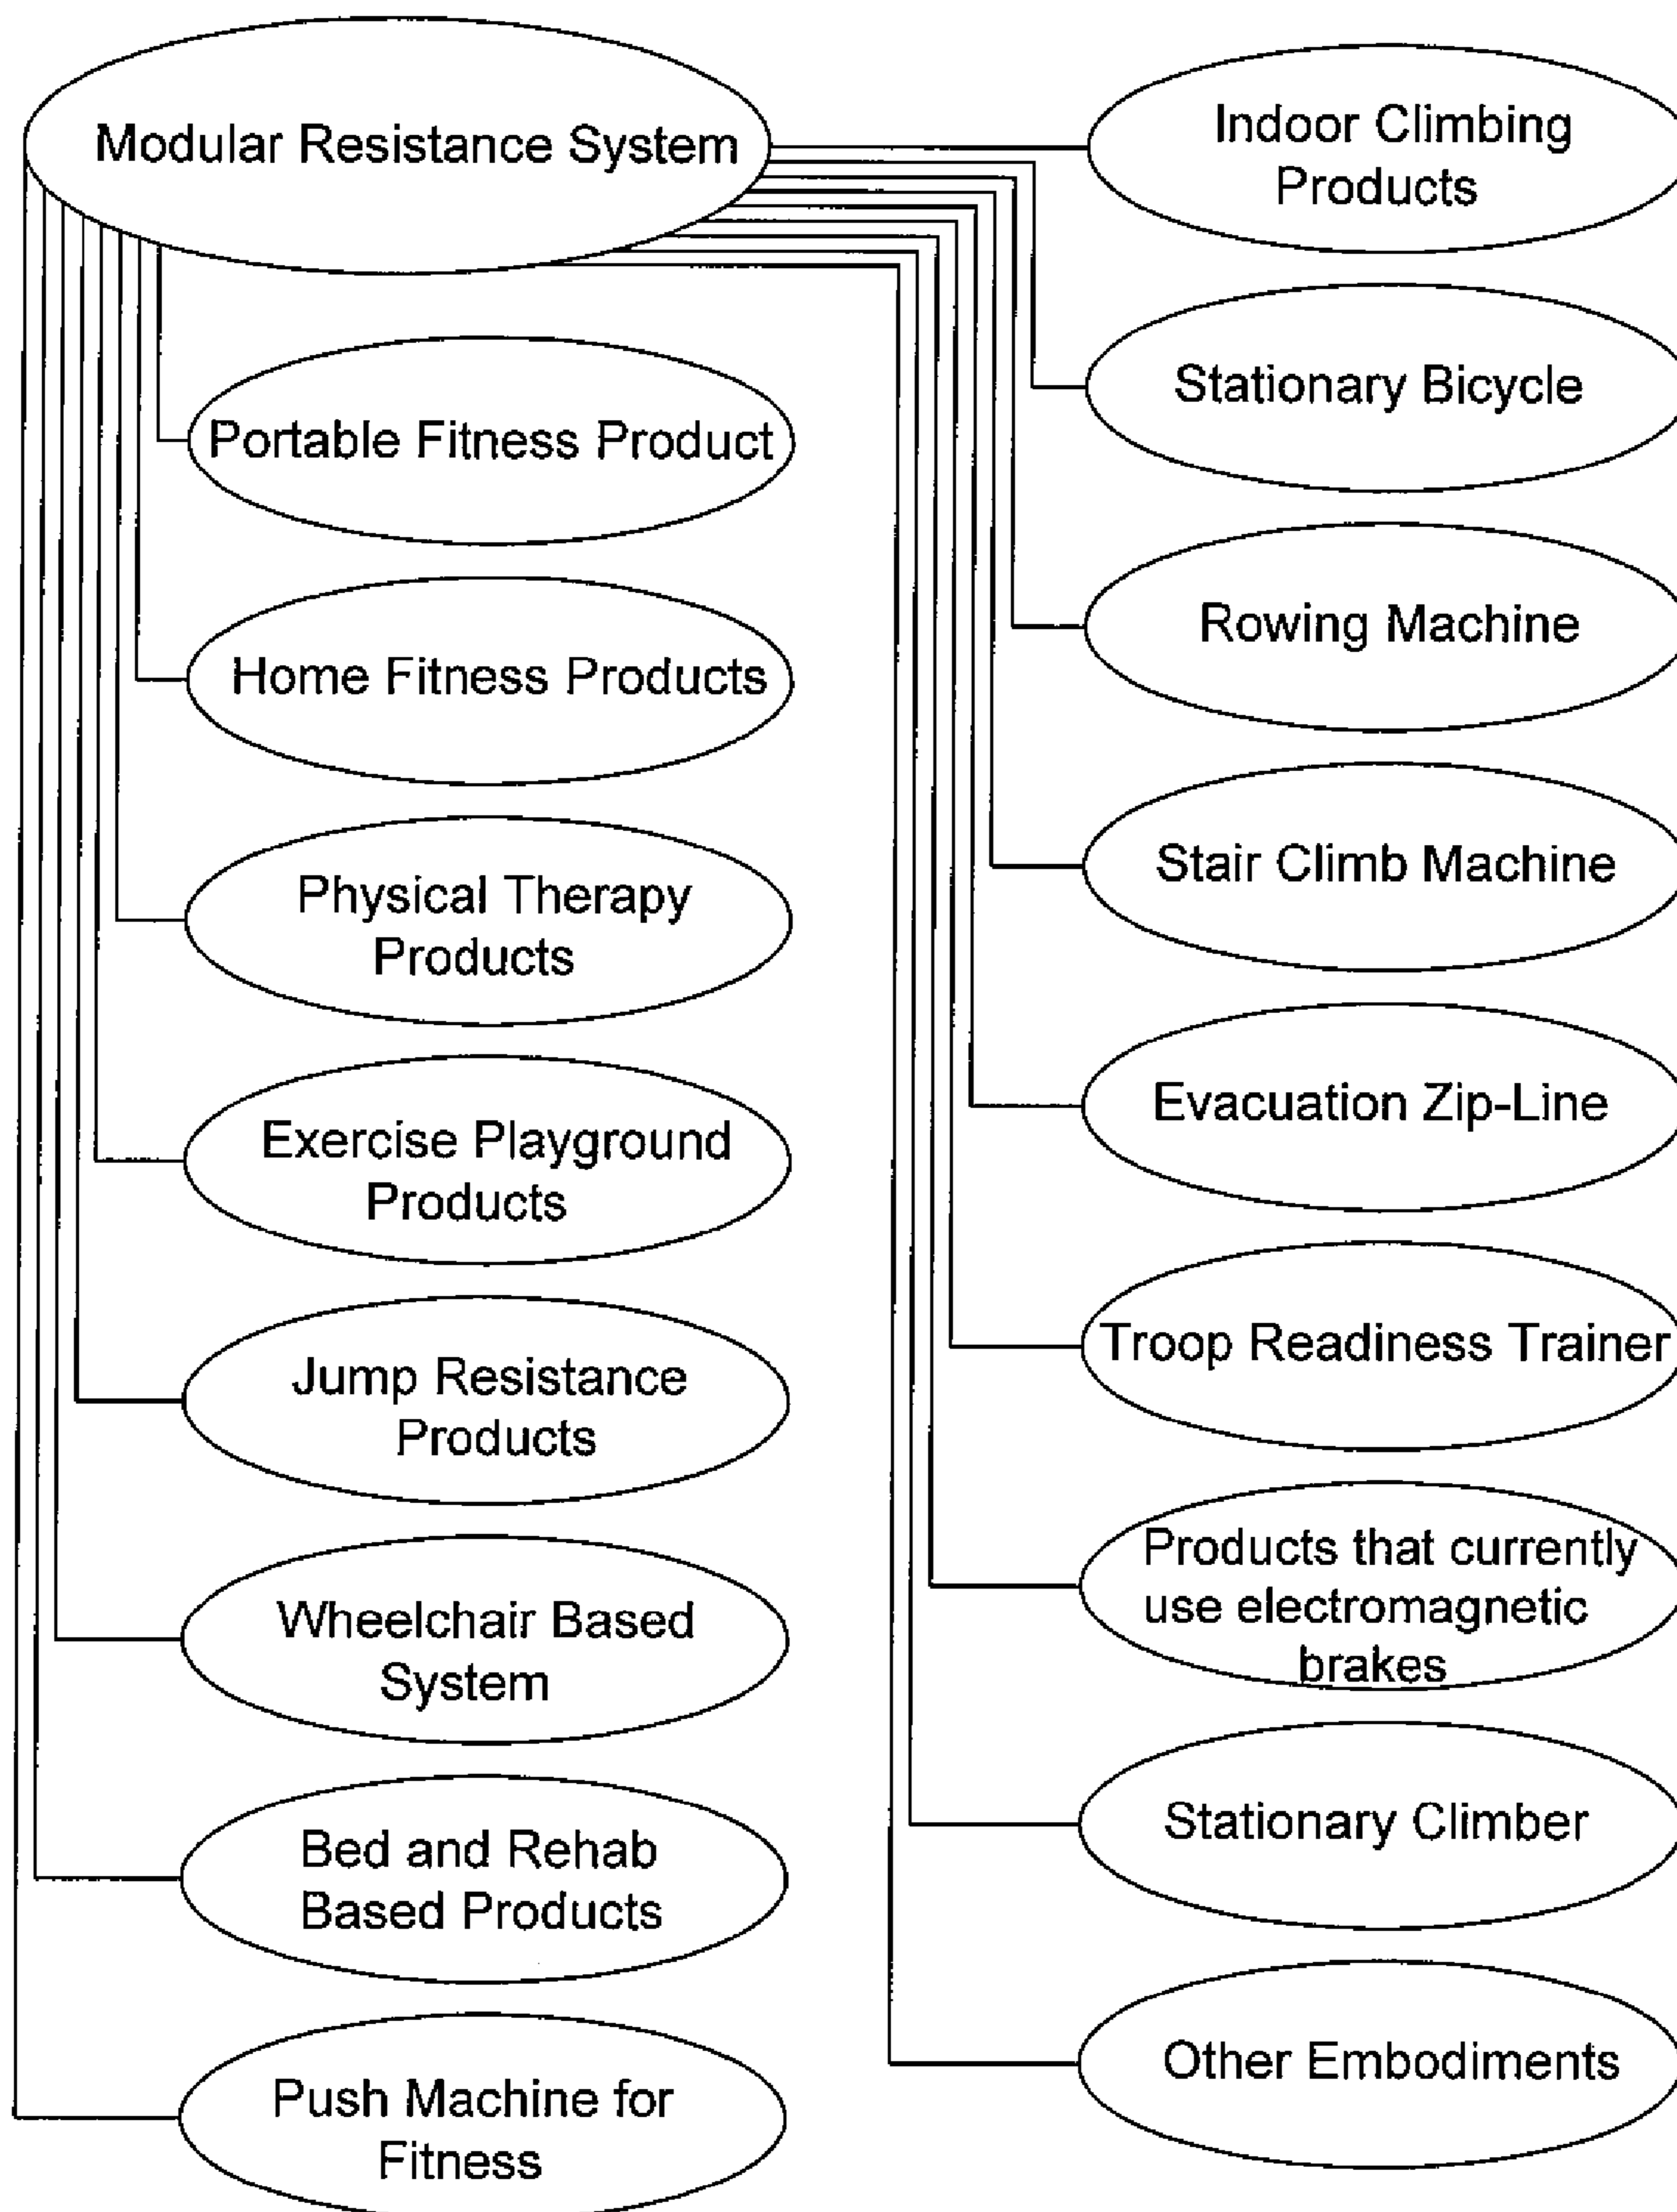 Modular Resistance System
Portable Fitness Product
Home Fitness Products
Physical Therapy
Products
Exercise Playground
Products
Jump Resistance
Products
Wheelchair Based
System
Bed and Rehab
Based Products
Push Machine for
Fitness
Indoor Climbing
Products
Stationary Bicycle
Rowing Machine
Stair Climb Machine
Evacuation Zip-Line
Troop Readiness Trainer
Products that currently
use electromagnetic
brakes
Stationary Climber
Other Embodiments